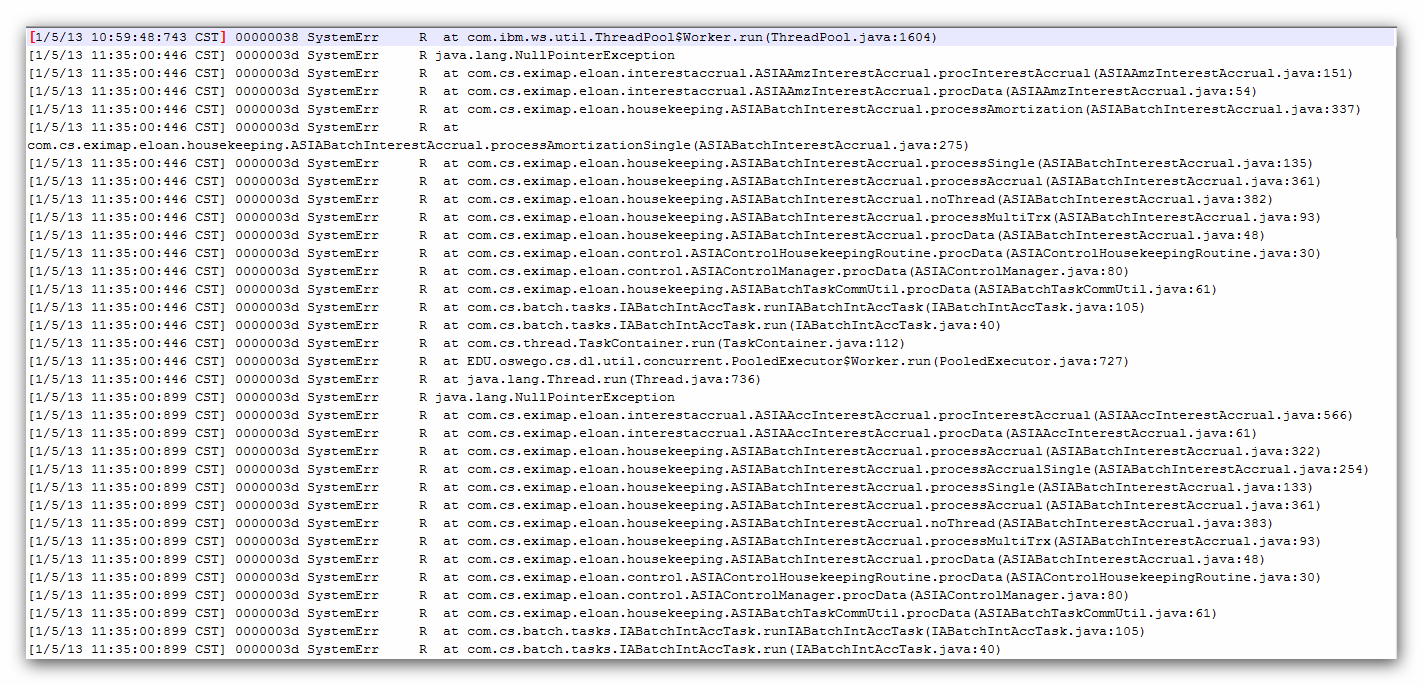 [1/5/13 10:59:48:743 CST] 00000038 SystemErr     R  at com.ibm.ws.util.ThreadPool$Worker.run(ThreadPool.java:1604)
[1/5/13 11:35:00:446 CST] 0000003d SystemErr     R java.lang.NullPointerException
[1/5/13 11:35:00:446 CST] 0000003d SystemErr     R  at com.cs.eximap.eloan.interestaccrual.ASIAAmzInterestAccrual.procInterestAccrual(ASIAAmzInterestAccrual.java:151)
[1/5/13 11:35:00:446 CST] 0000003d SystemErr     R  at com.cs.eximap.eloan.interestaccrual.ASIAAmzInterestAccrual.procData(ASIAAmzInterestAccrual.java:54)
[1/5/13 11:35:00:446 CST] 0000003d SystemErr     R  at com.cs.eximap.eloan.housekeeping.ASIABatchInterestAccrual.processAmortization(ASIABatchInterestAccrual.java:337)
[1/5/13 11:35:00:446 CST] 0000003d SystemErr     R  at
com.cs.eximap.eloan.housekeeping.ASIABatchInterestAccrual.processAmortizationSingle(ASIABatchInterestAccrual.java:275)
[1/5/13 11:35:00:446 CST] 0000003d SystemErr     R  at com.cs.eximap.eloan.housekeeping.ASIABatchInterestAccrual.processSingle(ASIABatchInterestAccrual.java:135)
[1/5/13 11:35:00:446 CST] 0000003d SystemErr     R  at com.cs.eximap.eloan.housekeeping.ASIABatchInterestAccrual.processAccrual(ASIABatchInterestAccrual.java:361)
[1/5/13 11:35:00:446 CST] 0000003d SystemErr     R  at com.cs.eximap.eloan.housekeeping.ASIABatchInterestAccrual.noThread(ASIABatchInterestAccrual.java:382)
[1/5/13 11:35:00:446 CST] 0000003d SystemErr     R  at com.cs.eximap.eloan.housekeeping.ASIABatchInterestAccrual.processMultiTrx(ASIABatchInterestAccrual.java:93)
[1/5/13 11:35:00:446 CST] 0000003d SystemErr     R  at com.cs.eximap.eloan.housekeeping.ASIABatchInterestAccrual.procData(ASIABatchInterestAccrual.java:48)
[1/5/13 11:35:00:446 CST] 0000003d SystemErr     R  at com.cs.eximap.eloan.control.ASIAControlHousekeepingRoutine.procData(ASIAControlHousekeepingRoutine.java:30)
[1/5/13 11:35:00:446 CST] 0000003d SystemErr     R  at com.cs.eximap.eloan.control.ASIAControlManager.procData(ASIAControlManager.java:80)
[1/5/13 11:35:00:446 CST] 0000003d SystemErr     R  at com.cs.eximap.eloan.housekeeping.ASIABatchTaskCommUtil.procData(ASIABatchTaskCommUtil.java:61)
[1/5/13 11:35:00:446 CST] 0000003d SystemErr     R  at com.cs.batch.tasks.IABatchIntAccTask.runIABatchIntAccTask(IABatchIntAccTask.java:105)
[1/5/13 11:35:00:446 CST] 0000003d SystemErr     R  at com.cs.batch.tasks.IABatchIntAccTask.run(IABatchIntAccTask.java:40)
[1/5/13 11:35:00:446 CST] 0000003d SystemErr     R  at com.cs.thread.TaskContainer.run(TaskContainer.java:112)
[1/5/13 11:35:00:446 CST] 0000003d SystemErr     R  at EDU.oswego.cs.dl.util.concurrent.PooledExecutor$Worker.run(PooledExecutor.java:727)
[1/5/13 11:35:00:446 CST] 0000003d SystemErr     R  at java.lang.Thread.run(Thread.java:736)
[1/5/13 11:35:00:899 CST] 0000003d SystemErr     R java.lang.NullPointerException
[1/5/13 11:35:00:899 CST] 0000003d SystemErr     R  at com.cs.eximap.eloan.interestaccrual.ASIAAccInterestAccrual.procInterestAccrual(ASIAAccInterestAccrual.java:566)
[1/5/13 11:35:00:899 CST] 0000003d SystemErr     R  at com.cs.eximap.eloan.interestaccrual.ASIAAccInterestAccrual.procData(ASIAAccInterestAccrual.java:61)
[1/5/13 11:35:00:899 CST] 0000003d SystemErr     R  at com.cs.eximap.eloan.housekeeping.ASIABatchInterestAccrual.processAccrual(ASIABatchInterestAccrual.java:322)
[1/5/13 11:35:00:899 CST] 0000003d SystemErr     R  at com.cs.eximap.eloan.housekeeping.ASIABatchInterestAccrual.processAccrualSingle(ASIABatchInterestAccrual.java:254)
[1/5/13 11:35:00:899 CST] 0000003d SystemErr     R  at com.cs.eximap.eloan.housekeeping.ASIABatchInterestAccrual.processSingle(ASIABatchInterestAccrual.java:133)
[1/5/13 11:35:00:899 CST] 0000003d SystemErr     R  at com.cs.eximap.eloan.housekeeping.ASIABatchInterestAccrual.processAccrual(ASIABatchInterestAccrual.java:361)
[1/5/13 11:35:00:899 CST] 0000003d SystemErr     R  at com.cs.eximap.eloan.housekeeping.ASIABatchInterestAccrual.noThread(ASIABatchInterestAccrual.java:383)
[1/5/13 11:35:00:899 CST] 0000003d SystemErr     R  at com.cs.eximap.eloan.housekeeping.ASIABatchInterestAccrual.processMultiTrx(ASIABatchInterestAccrual.java:93)
[1/5/13 11:35:00:899 CST] 0000003d SystemErr     R  at com.cs.eximap.eloan.housekeeping.ASIABatchInterestAccrual.procData(ASIABatchInterestAccrual.java:48)
[1/5/13 11:35:00:899 CST] 0000003d SystemErr     R  at com.cs.eximap.eloan.control.ASIAControlHousekeepingRoutine.procData(ASIAControlHousekeepingRoutine.java:30)
[1/5/13 11:35:00:899 CST] 0000003d SystemErr     R  at com.cs.eximap.eloan.control.ASIAControlManager.procData(ASIAControlManager.java:80)
[1/5/13 11:35:00:899 CST] 0000003d SystemErr     R  at com.cs.eximap.eloan.housekeeping.ASIABatchTaskCommUtil.procData(ASIABatchTaskCommUtil.java:61)
[1/5/13 11:35:00:899 CST] 0000003d SystemErr     R  at com.cs.batch.tasks.IABatchIntAccTask.runIABatchIntAccTask(IABatchIntAccTask.java:105)
[1/5/13 11:35:00:899 CST] 0000003d SystemErr     R  at com.cs.batch.tasks.IABatchIntAccTask.run(IABatchIntAccTask.java:40)